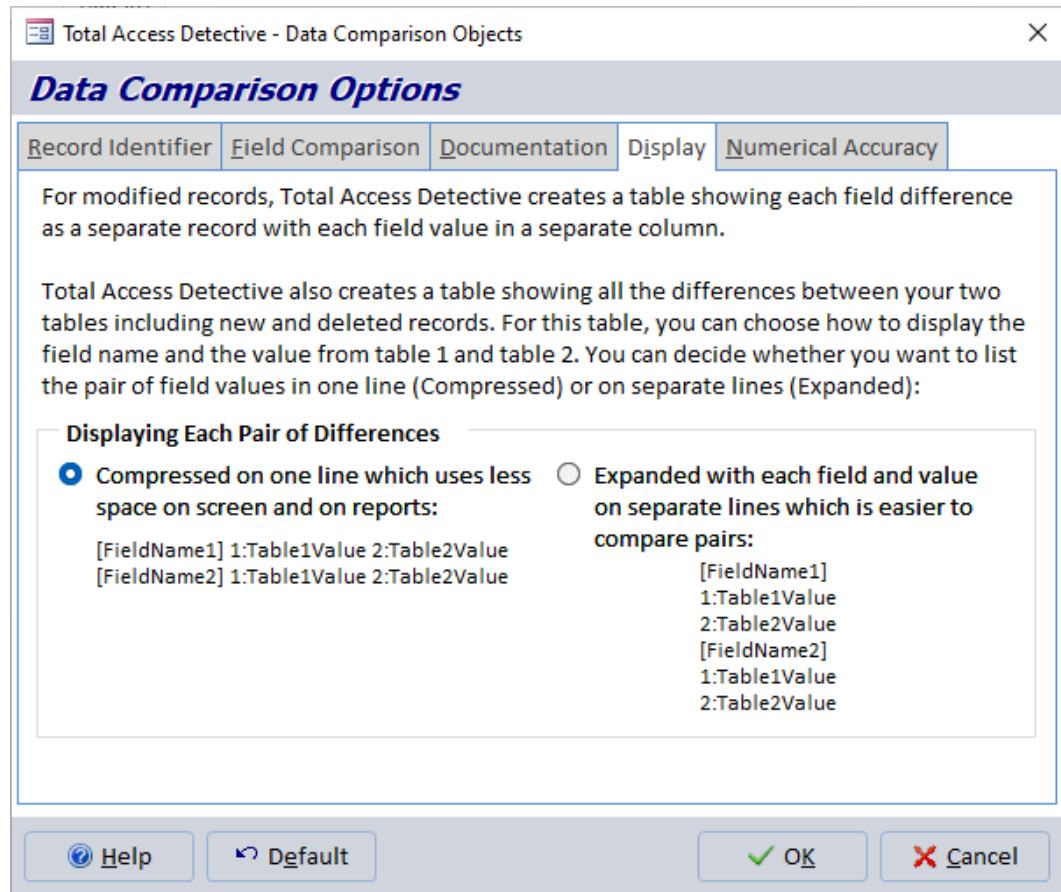 Total Access Detective - Data Comparison Objects
Data Comparison Options
Record Identifier Field Comparison Documentation Display Numerical Accuracy
For modified records, Total Access Detective creates a table showing each field difference
as a separate record with each field value in a separate column.
Total Access Detective also creates a table showing all the differences between your two
tables including new and deleted records. For this table, you can choose how to display the
field name and the value from table 1 and table 2. You can decide whether you want to list
the pair of field values in one line (Compressed) or on separate lines (Expanded):
Displaying Each Pair of Differences
Compressed on one line which uses less
space on screen and on reports:
[FieldName1] 1:Table1Value 2:Table2Value
[FieldName2] 1:Table1Value 2:Table2Value
Expanded with each field and value
on separate lines which is easier to
compare pairs:
[FieldName1]
1:Table1Value
2:Table2Value
[FieldName2]
1:Table1Value
2:Table2Value
Help Default OK Cancel